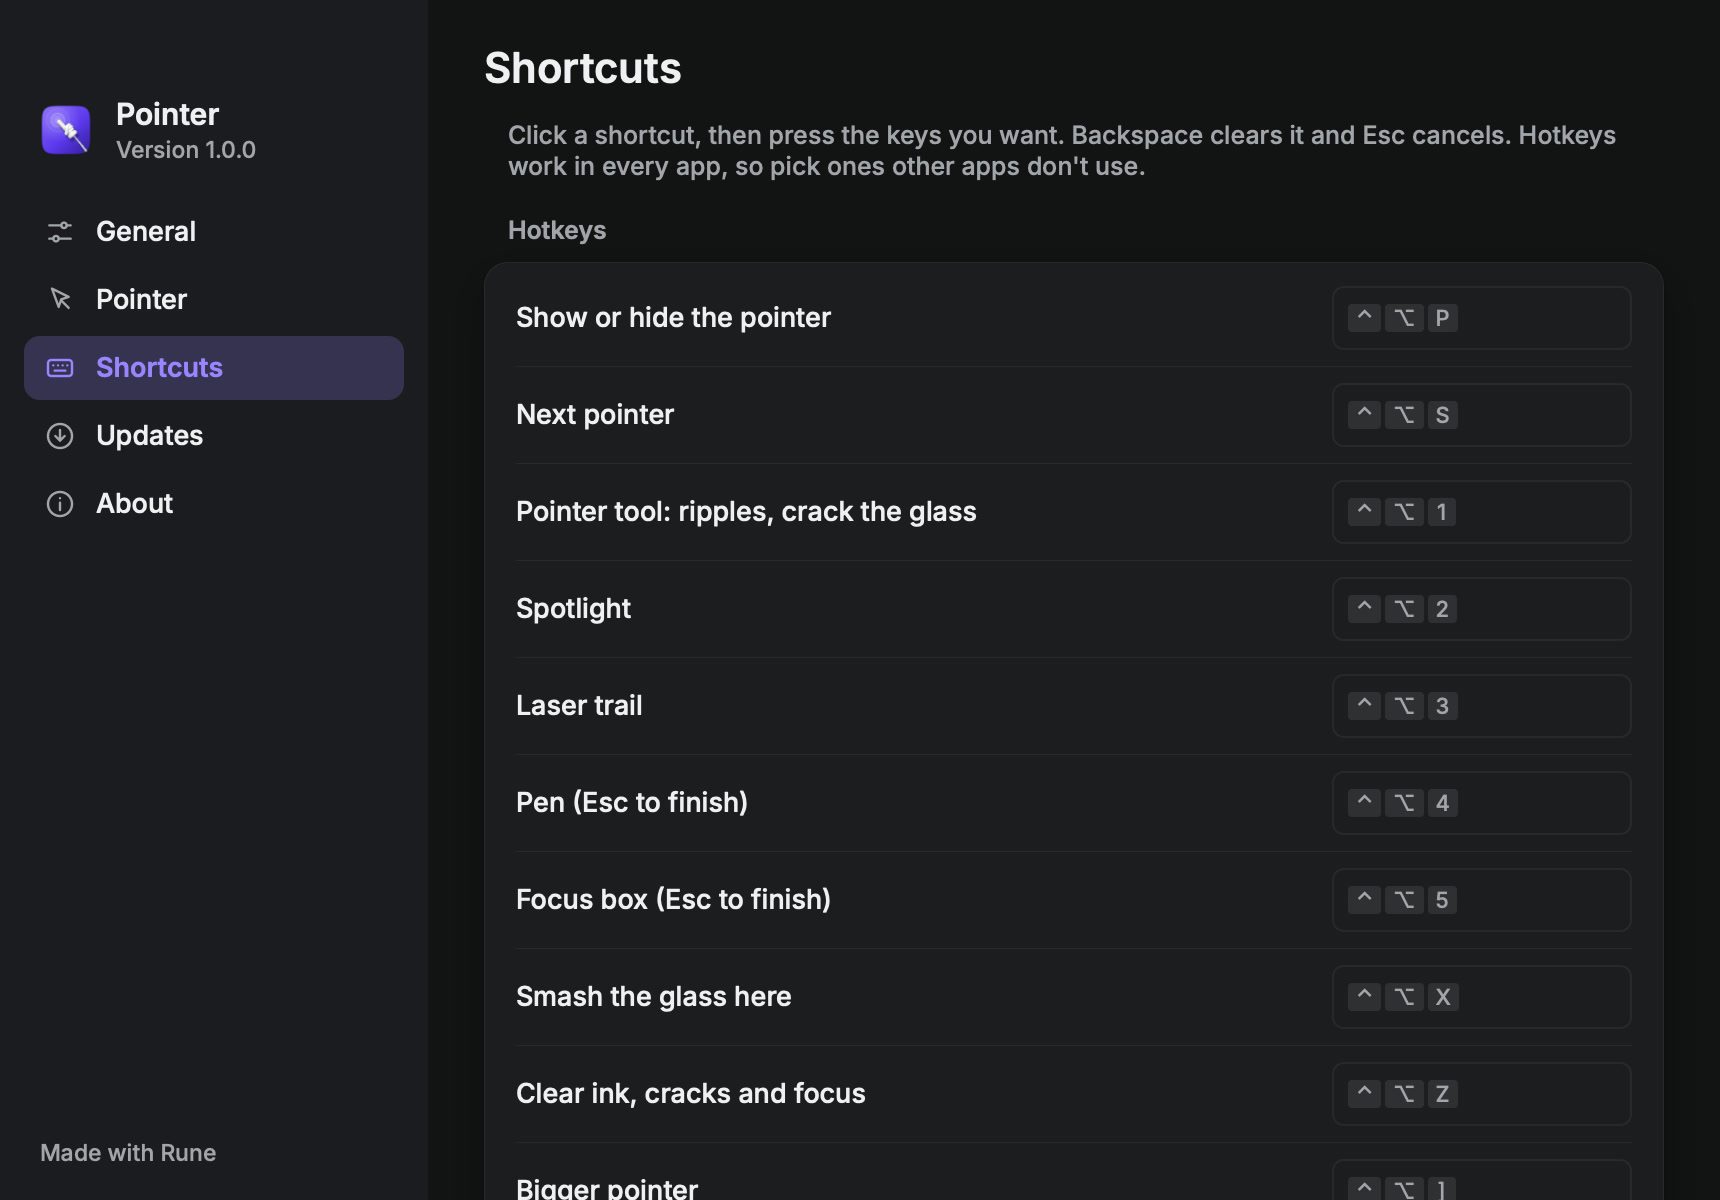 Pointer
Version 1.0.0
General
Pointer
Shortcuts
Updates
About
Made with Rune
Shortcuts
Click a shortcut, then press the keys you want. Backspace clears it and Esc cancels. Hotkeys
work in every app, so pick ones other apps don't use.
Hotkeys
Show or hide the pointer ^ ⌥ P
Next pointer ^ ⌥ S
Pointer tool: ripples, crack the glass ^ ⌥ 1
Spotlight ^ ⌥ 2
Laser trail ^ ⌥ 3
Pen (Esc to finish) ^ ⌥ 4
Focus box (Esc to finish) ^ ⌥ 5
Smash the glass here ^ ⌥ X
Clear ink, cracks and focus ^ ⌥ Z
Bigger pointer ^ ⌥ ]